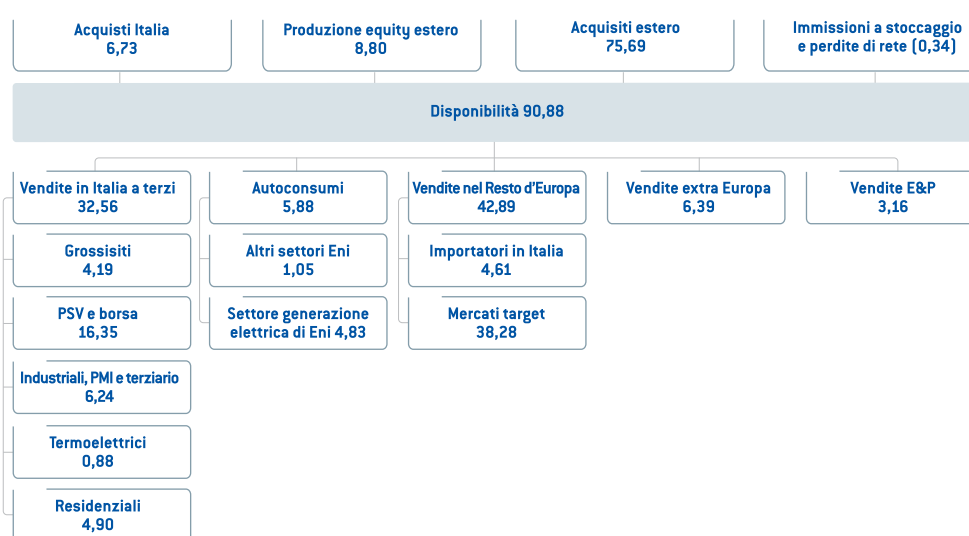 Acquisti Italia
6,73
Produzione equity estero
8,80
Acquisiti estero
75,69
Immissioni a stoccaggio
e perdite di rete (0,34)
Disponibilità 90,88
Vendite in Italia a terzi
32,56
Autoconsumi
5,88
Vendite nel Resto d'Europa
42,89
Vendite extra Europa
6,39
Vendite E&P
3,16
Grossisiti
4,19
Altri settori Eni
1,05
Importatori in Italia
4,61
PSV e borsa
16,35
Settore generazione
elettrica di Eni 4,83
Mercati target
38,28
Industriali, PMI e terziario
6,24
Termoelettrici
0,88
Residenziali
4,90